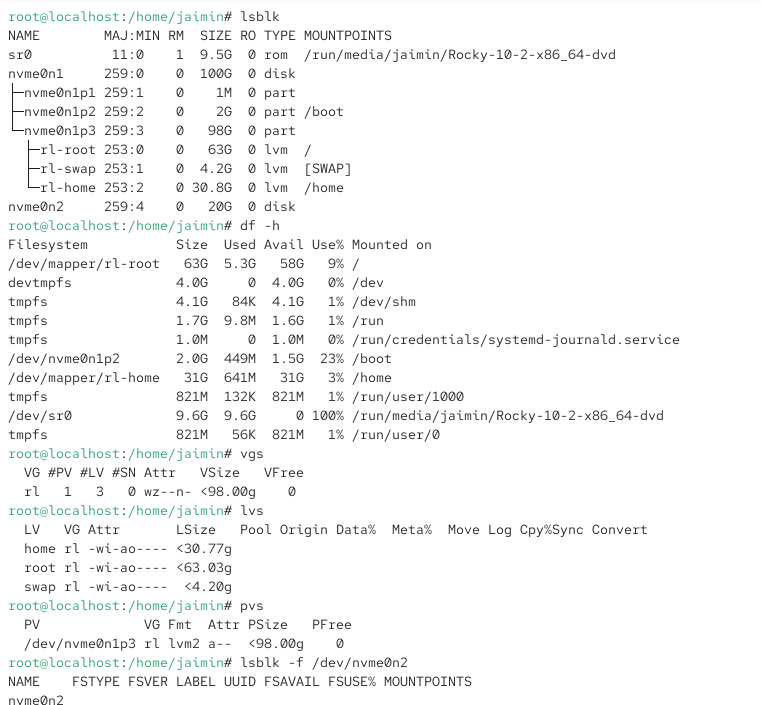 root@localhost:/home/jaimin# lsblk
NAME        MAJ:MIN RM  SIZE RO TYPE MOUNTPOINTS
sr0          11:0    1  9.5G  0 rom  /run/media/jaimin/Rocky-10-2-x86_64-dvd
nvme0n1     259:0    0  100G  0 disk
├─nvme0n1p1 259:1    0    1M  0 part
├─nvme0n1p2 259:2    0    2G  0 part /boot
└─nvme0n1p3 259:3    0   98G  0 part
  ├─rl-root 253:0    0   63G  0 lvm  /
  ├─rl-swap 253:1    0  4.2G  0 lvm  [SWAP]
  └─rl-home 253:2    0 30.8G  0 lvm  /home
nvme0n2     259:4    0   20G  0 disk
root@localhost:/home/jaimin# df -h
Filesystem           Size  Used Avail Use% Mounted on
/dev/mapper/rl-root   63G  5.3G   58G   9% /
devtmpfs             4.0G     0  4.0G   0% /dev
tmpfs                4.1G   84K  4.1G   1% /dev/shm
tmpfs                1.7G  9.8M  1.6G   1% /run
tmpfs                1.0M     0  1.0M   0% /run/credentials/systemd-journald.service
/dev/nvme0n1p2       2.0G  449M  1.5G  23% /boot
/dev/mapper/rl-home   31G  641M   31G   3% /home
tmpfs                821M  132K  821M   1% /run/user/1000
/dev/sr0             9.6G  9.6G     0 100% /run/media/jaimin/Rocky-10-2-x86_64-dvd
tmpfs                821M   56K  821M   1% /run/user/0
root@localhost:/home/jaimin# vgs
  VG #PV #LV #SN Attr   VSize   VFree
  rl   1   3   0 wz--n- <98.00g    0
root@localhost:/home/jaimin# lvs
  LV   VG Attr       LSize   Pool Origin Data%  Meta%  Move Log Cpy%Sync Convert
  home rl -wi-ao---- <30.77g
  root rl -wi-ao---- <63.03g
  swap rl -wi-ao----  <4.20g
root@localhost:/home/jaimin# pvs
  PV             VG Fmt  Attr PSize   PFree
  /dev/nvme0n1p3 rl lvm2 a--  <98.00g    0
root@localhost:/home/jaimin# lsblk -f /dev/nvme0n2
NAME    FSTYPE FSVER LABEL UUID FSAVAIL FSUSE% MOUNTPOINTS
nvme0n2